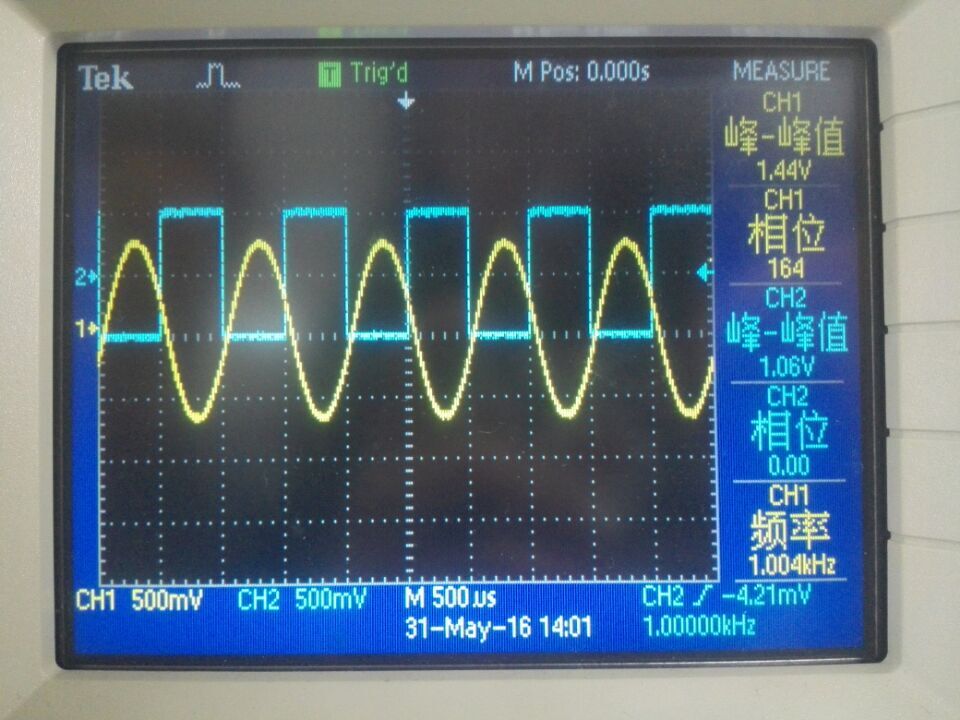 Tek Trig'd M Pos: 0.000s MEASURE
CH1
峰-峰值
1.44V
CH1
相位
164
CH2
峰-峰值
1.06V
CH2
相位
0.00
CH1
频率
1.004kHz
2
1
CH1 500mV CH2 500mV M 500µs CH2 -4.21mV
31-May-16 14:01 1.00000kHz